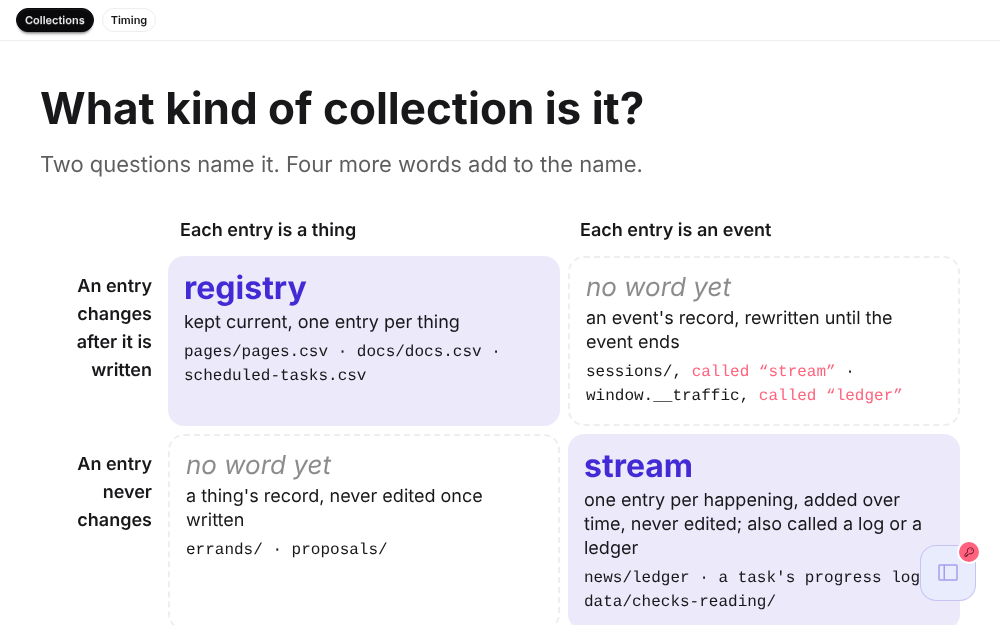 Collections
Timing
What kind of collection is it?
Two questions name it. Four more words add to the name.
Each entry is a thing
Each entry is an event
An entry
changes
after it is
written
registry
kept current, one entry per thing
pages/pages.csv · docs/docs.csv ·
scheduled-tasks.csv
no word yet
an event's record, rewritten until the
event ends
sessions/, called “stream” ·
window.__traffic, called “ledger”
An entry
never
changes
no word yet
a thing's record, never edited once
written
errands/ · proposals/
stream
one entry per happening, added over
time, never edited; also called a log or a
ledger
news/ledger · a task's progress log
data/checks-reading/